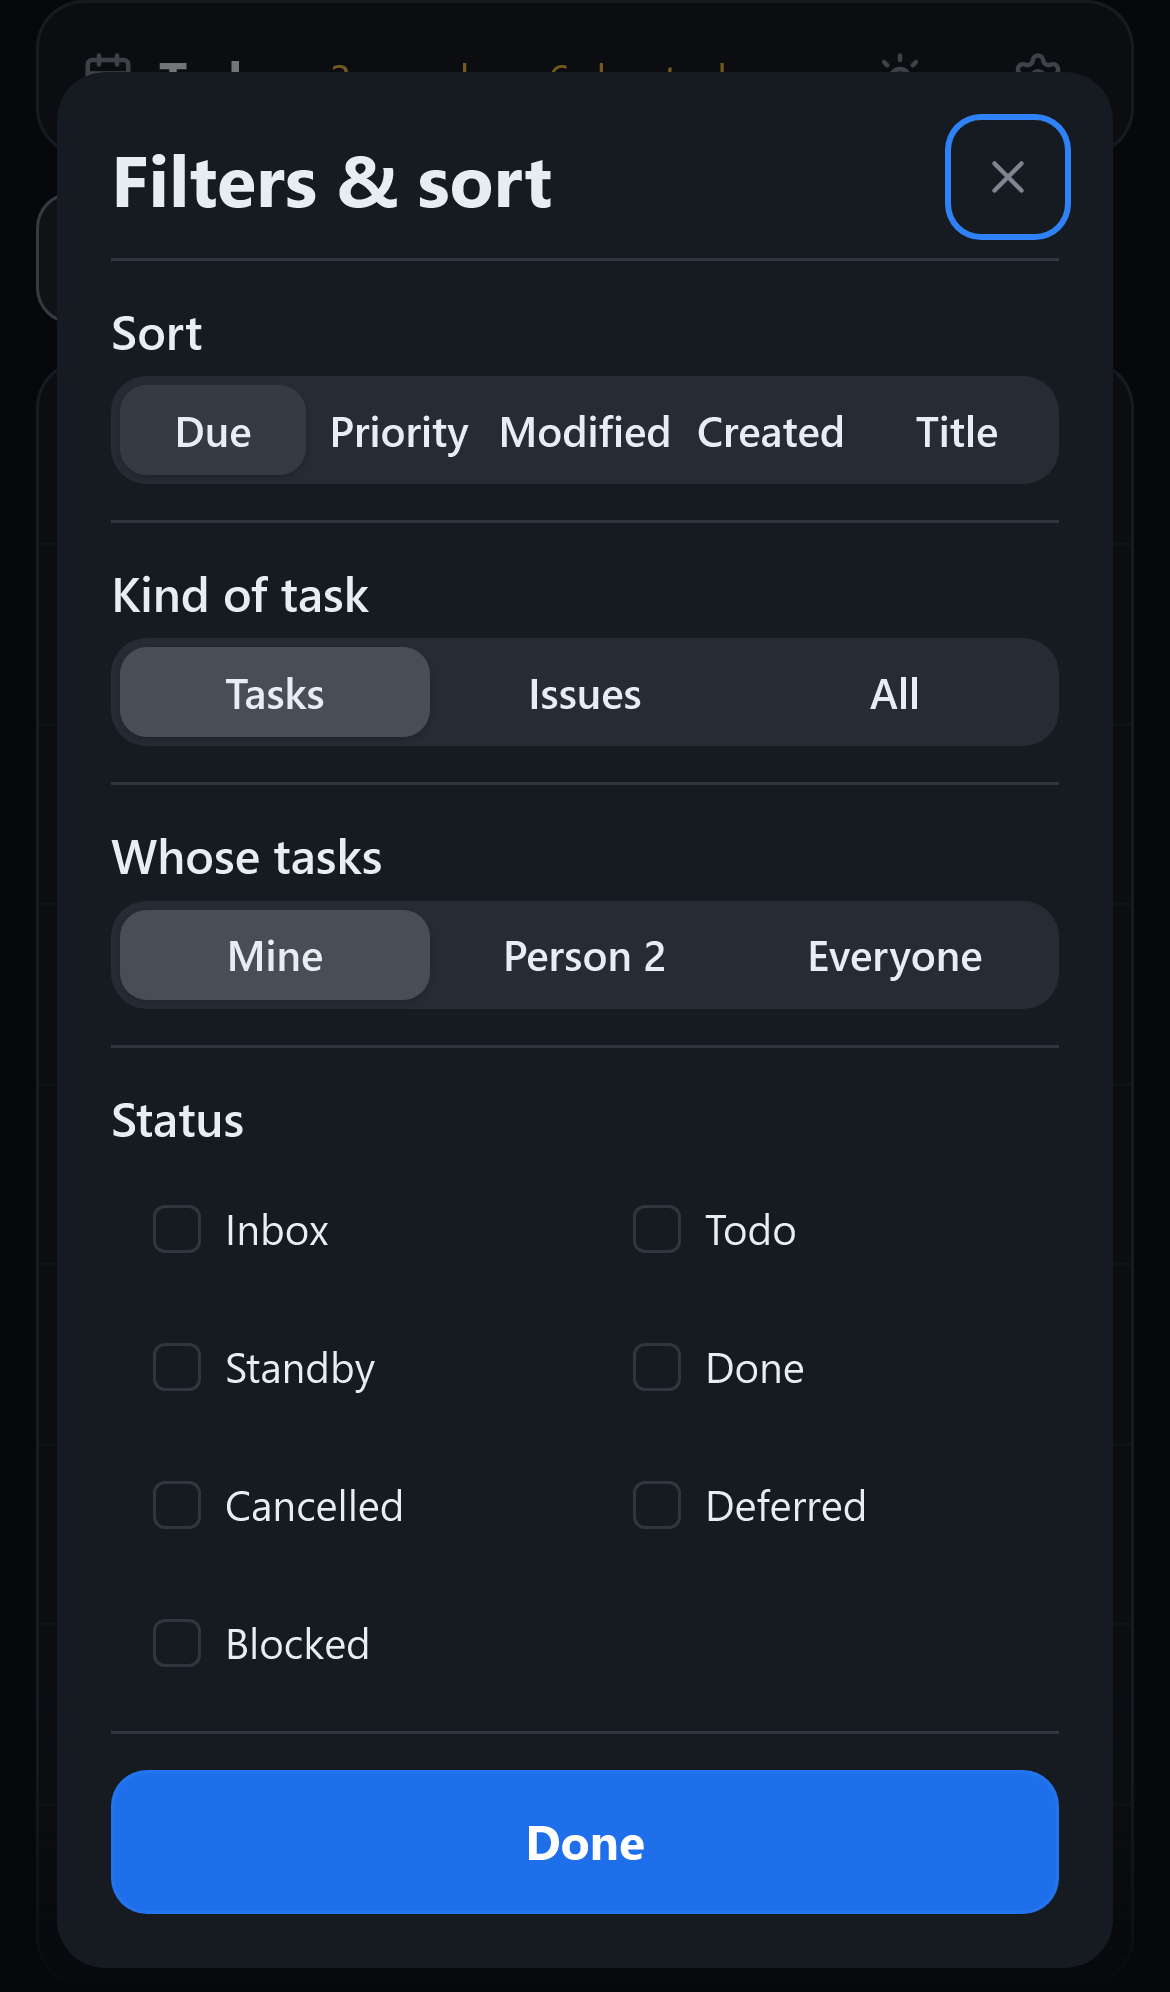 Filters & sort
Sort
Due Priority Modified Created Title
Kind of task
Tasks Issues All
Whose tasks
Mine Person 2 Everyone
Status
Inbox Todo
Standby Done
Cancelled Deferred
Blocked
Done